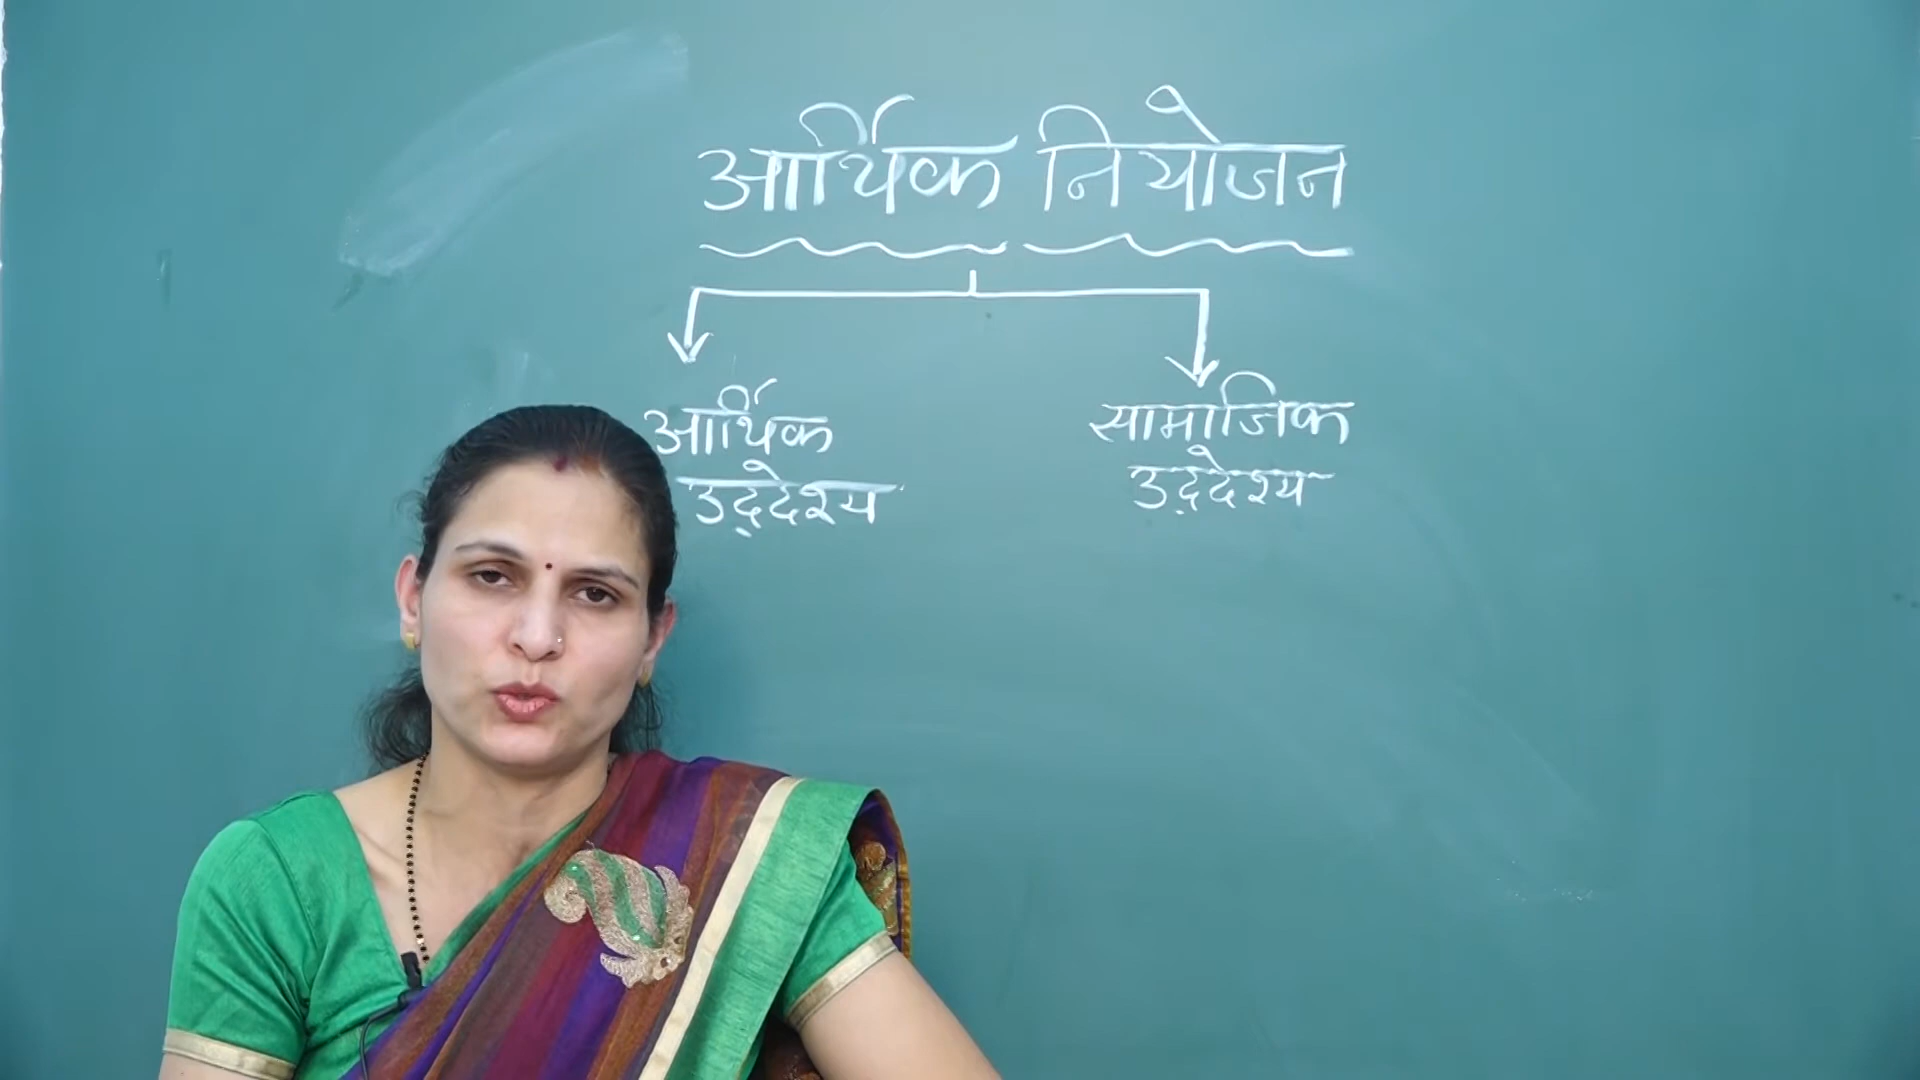 आर्थिक नियोजन
आर्थिक
उद्‌देश्य
सामाजिक
उद्‌देश्य